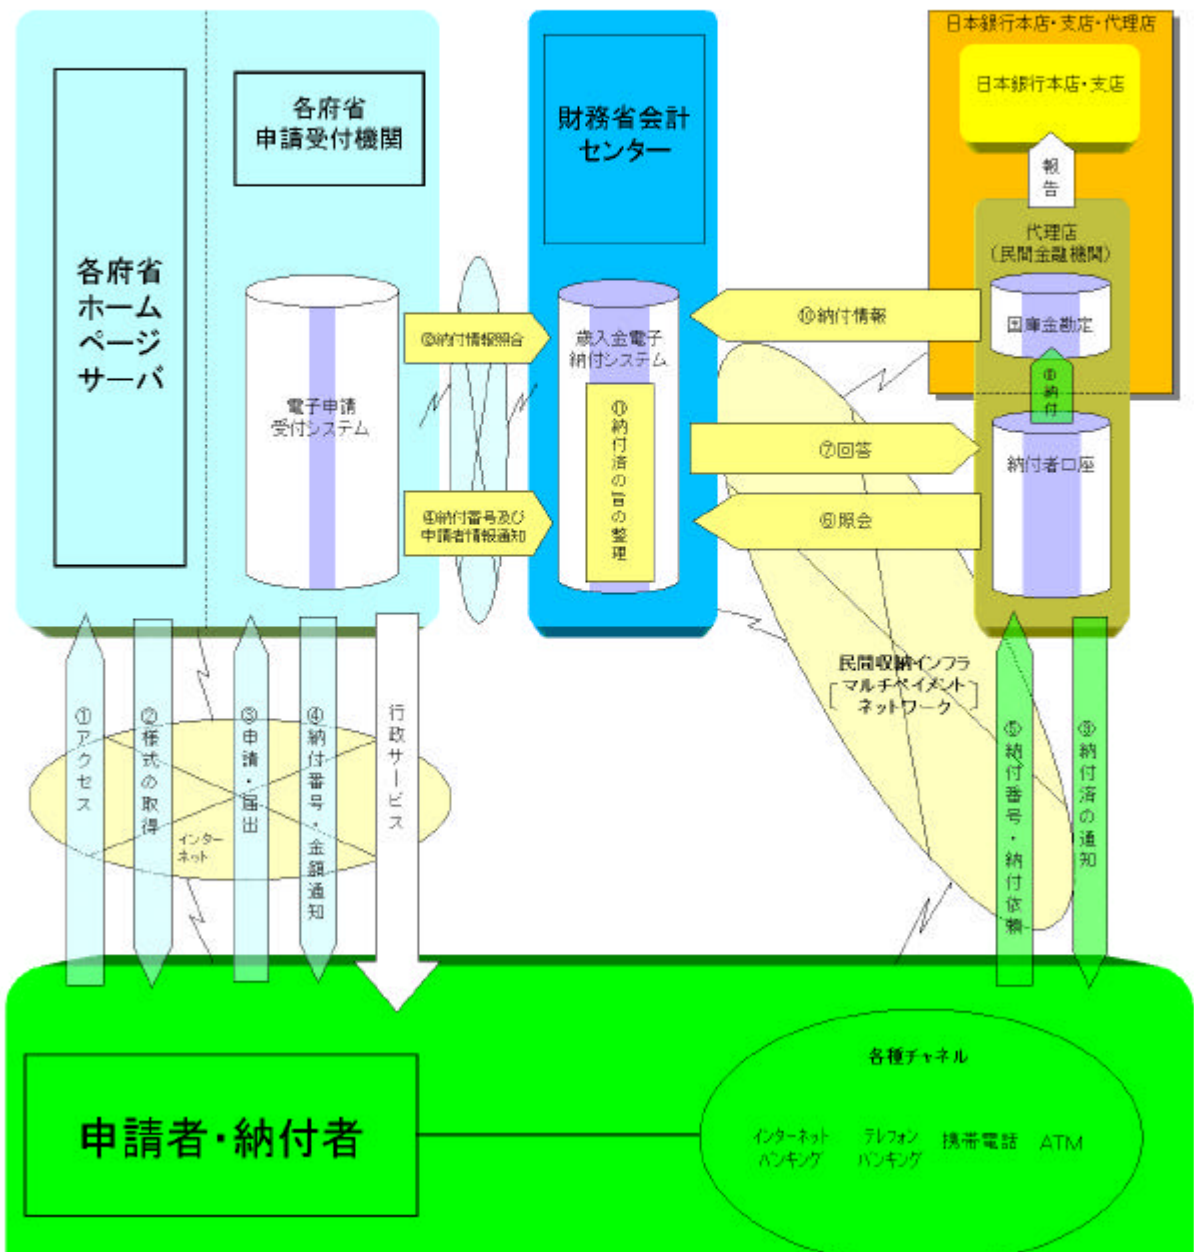 各府省
ホーム
ページ
サーバ
各府省
申請受付機関
電子申請
受付システム
⑫納付情報照合
④納付番号及び
申請者情報通知
財務省会計
センター
歳入金電子
納付システム
⑪納付済の旨の整理
日本銀行本店・支店・代理店
日本銀行本店・支店
報告
代理店
(民間金融機関)
国庫金勘定
納付
納付者口座
⑩納付情報
⑦回答
⑥照会
民間収納インフラ
マルチペイメント
ネットワーク
①アクセス
②様式の取得
③申請・届出
④納付番号・金額通知
行政サービス
インター
ネット
⑤納付番号・納付依頼
納付済の通知
申請者・納付者
各種チャネル
インターネット
バンキング
テレフォン
バンキング
携帯電話
ATM